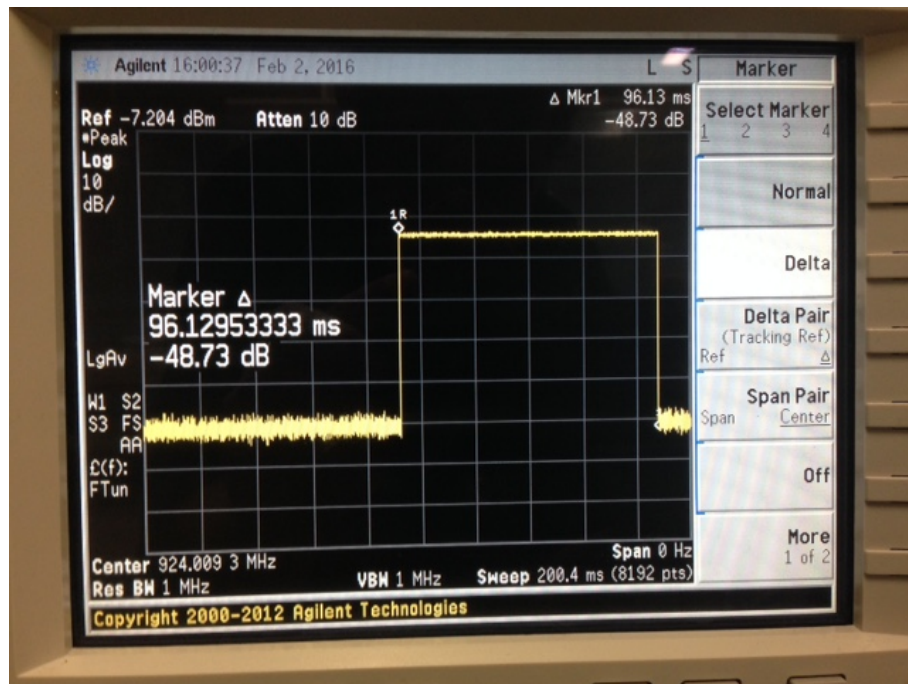 Agilent 16:00:37 Feb 2, 2016 L S
Δ Mkr1 96.13 ms
Ref -7.204 dBm Atten 10 dB -48.73 dB
*Peak
Log
10
dB/
1R
Marker Δ
96.12953333 ms
-48.73 dB
LgAv
W1 S2
S3 FS
AA
£(f):
FTun
Center 924.009 3 MHz Span 0 Hz
Res BW 1 MHz VBW 1 MHz Sweep 200.4 ms (8192 pts)
Copyright 2000-2012 Agilent Technologies
Marker
Select Marker
1 2 3 4
Normal
Delta
Delta Pair
(Tracking Ref)
Ref Δ
Span Pair
Span Center
Off
More
1 of 2